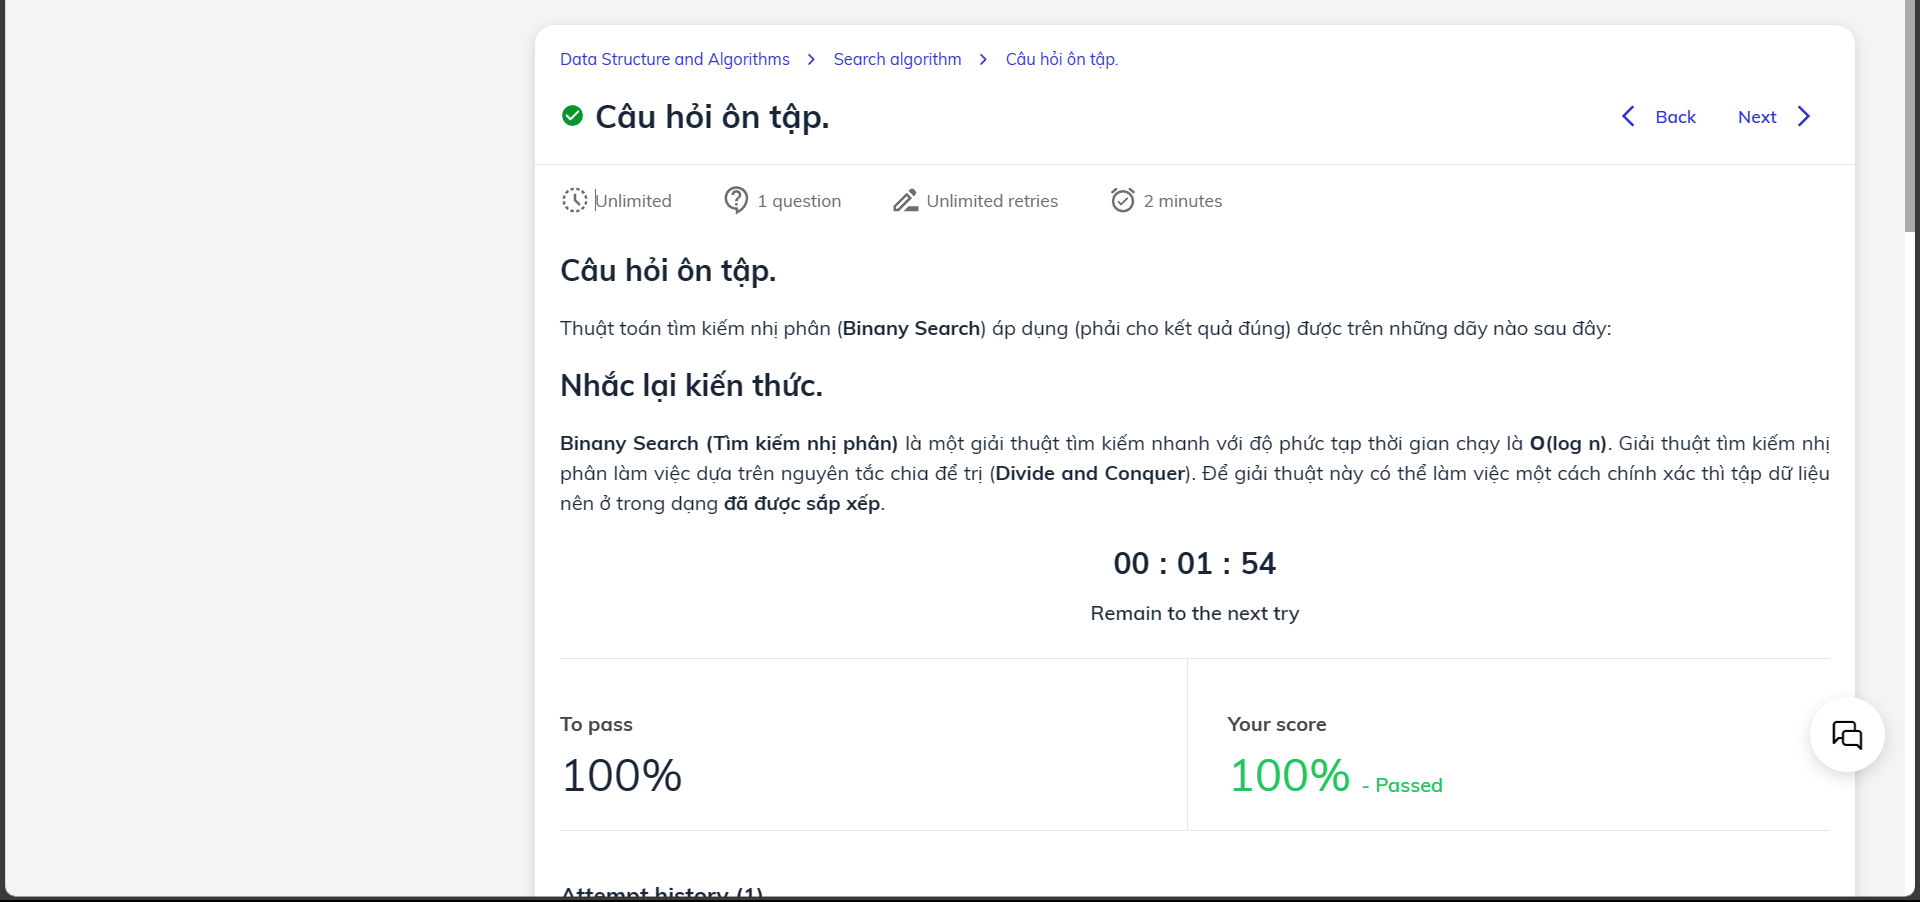 Data Structure and Algorithms > Search algorithm > Câu hỏi ôn tập.
Câu hỏi ôn tập.
Back Next
Unlimited 1 question Unlimited retries 2 minutes
Câu hỏi ôn tập.
Thuật toán tìm kiếm nhị phân (Binany Search) áp dụng (phải cho kết quả đúng) được trên những dãy nào sau đây:
Nhắc lại kiến thức.
Binany Search (Tìm kiếm nhị phân) là một giải thuật tìm kiếm nhanh với độ phức tạp thời gian chạy là O(log n). Giải thuật tìm kiếm nhị
phân làm việc dựa trên nguyên tắc chia để trị (Divide and Conquer). Để giải thuật này có thể làm việc một cách chính xác thì tập dữ liệu
nên ở trong dạng đã được sắp xếp.
00 : 01 : 54
Remain to the next try
To pass
100%
Your score
100% - Passed
Attempt history (1)